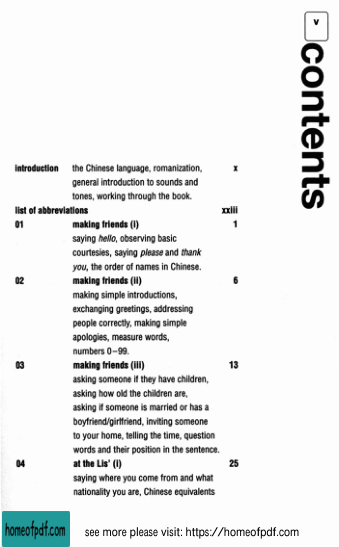 v
contents
introduction the Chinese language, romanization, x
general introduction to sounds and
tones, working through the book.
list of abbreviations xxiii
01 making friends (i) 1
saying hello, observing basic
courtesies, saying please and thank
you, the order of names in Chinese.
02 making friends (ii) 6
making simple introductions,
exchanging greetings, addressing
people correctly, making simple
apologies, measure words,
numbers 0–99.
03 making friends (iii) 13
asking someone if they have children,
asking how old the children are,
asking if someone is married or has a
boyfriend/girlfriend, inviting someone
to your home, telling the time, question
words and their position in the sentence.
04 at the Lis' (i) 25
saying where you come from and what
nationality you are, Chinese equivalents
homeofpdf.com see more please visit: https://homeofpdf.com